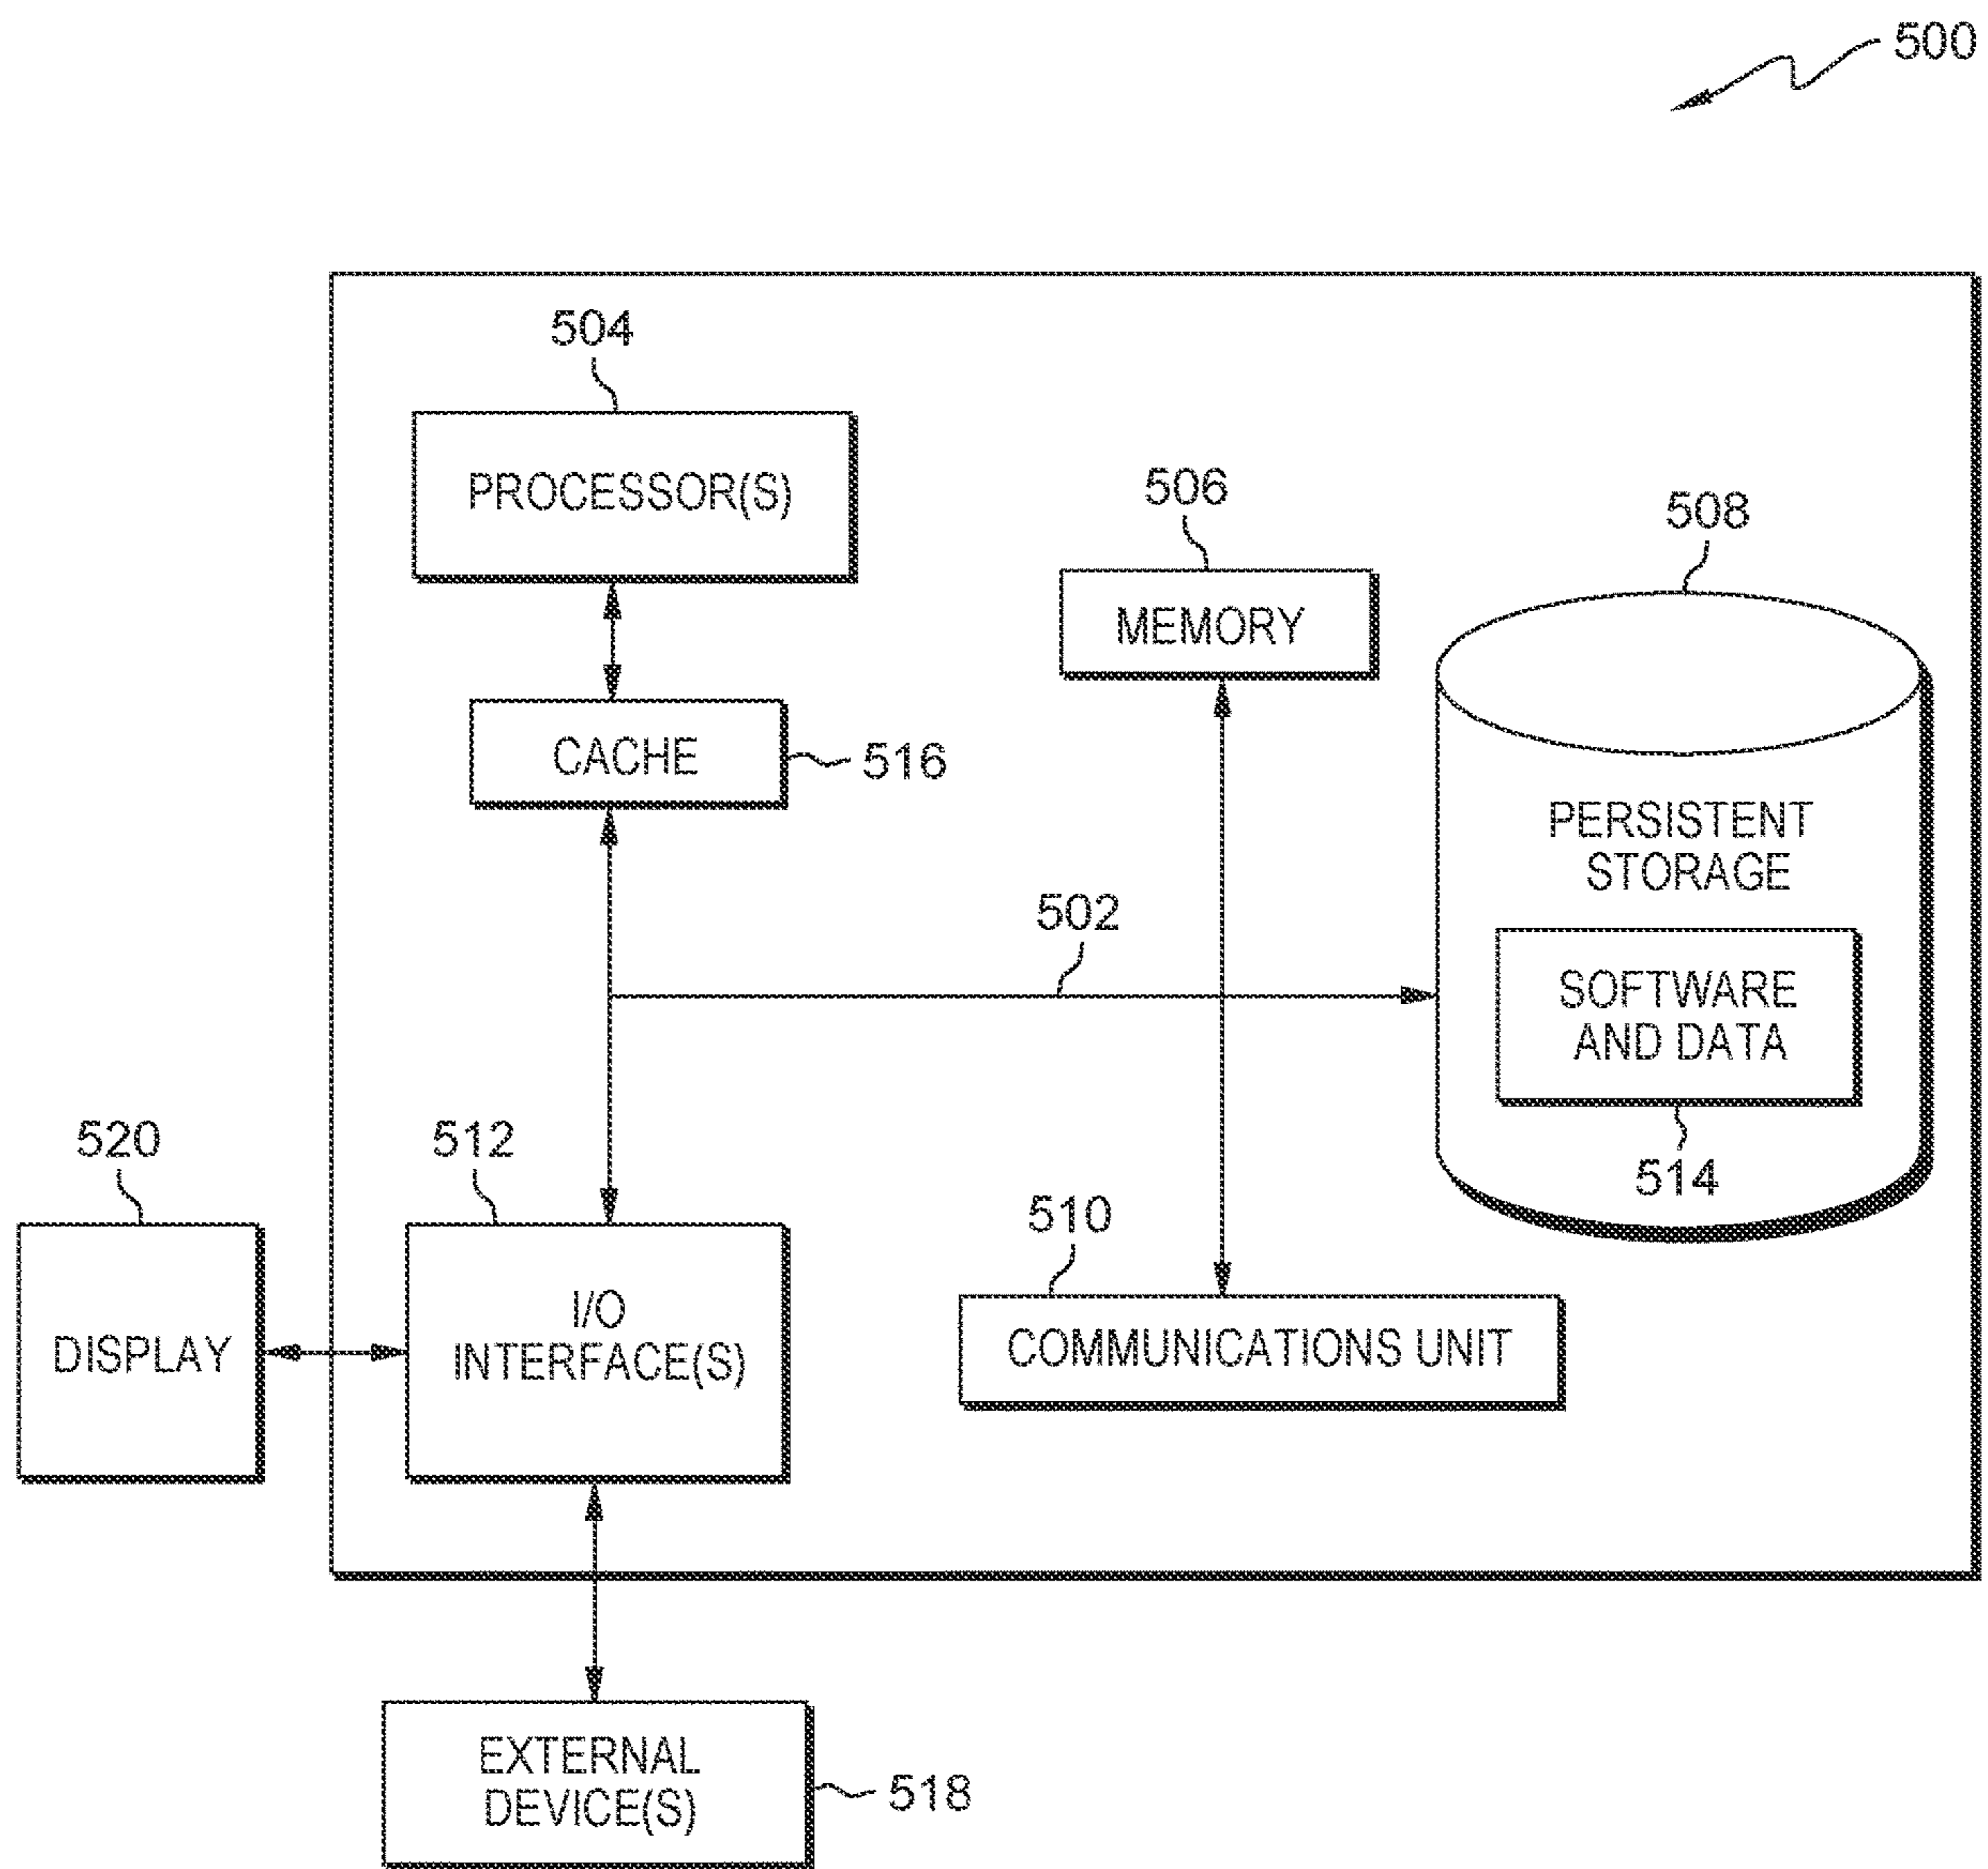 500
504
PROCESSOR(S)
506
508
MEMORY
CACHE
516
PERSISTENT
STORAGE
502
SOFTWARE
AND DATA
514
520
512
510
DISPLAY
I/O
INTERFACE(S)
COMMUNICATIONS UNIT
EXTERNAL
DEVICE(S)
518